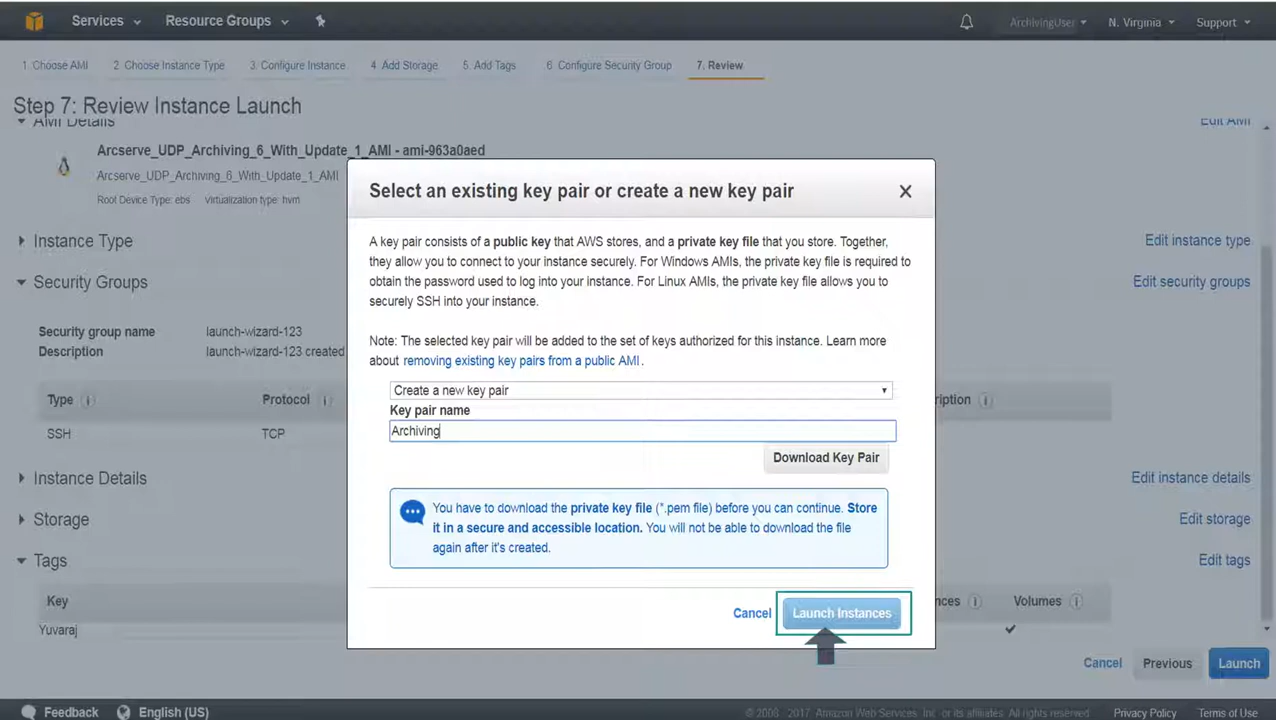 Services Resource Groups ArchivingUser N. Virginia Support
1. Choose AMI 2. Choose Instance Type 3. Configure Instance 4. Add Storage 5. Add Tags 6. Configure Security Group 7. Review
Step 7: Review Instance Launch
AMI Details Edit AMI
Arcserve_UDP_Archiving_6_With_Update_1_AMI - ami-963a0aed
Arcserve_UDP_Archiving_6_With_Update_1_AMI
Root Device Type: ebs Virtualization type: hvm
Select an existing key pair or create a new key pair
A key pair consists of a public key that AWS stores, and a private key file that you store. Together,
they allow you to connect to your instance securely. For Windows AMIs, the private key file is required to
obtain the password used to log into your instance. For Linux AMIs, the private key file allows you to
securely SSH into your instance.
Note: The selected key pair will be added to the set of keys authorized for this instance. Learn more
about removing existing key pairs from a public AMI.
Create a new key pair
Key pair name
Archiving
Download Key Pair
You have to download the private key file (*.pem file) before you can continue. Store
it in a secure and accessible location. You will not be able to download the file
again after it's created.
Cancel Launch Instances
Instance Type Edit instance type
Security Groups Edit security groups
Security group name launch-wizard-123
Description launch-wizard-123 created
Type Protocol
SSH TCP
Instance Details Edit instance details
Storage Edit storage
Tags Edit tags
Key Volumes
Yuvaraj
Cancel Previous Launch
Feedback English (US) © 2008 - 2017, Amazon Web Services, Inc. or its affiliates. All rights reserved. Privacy Policy Terms of Use